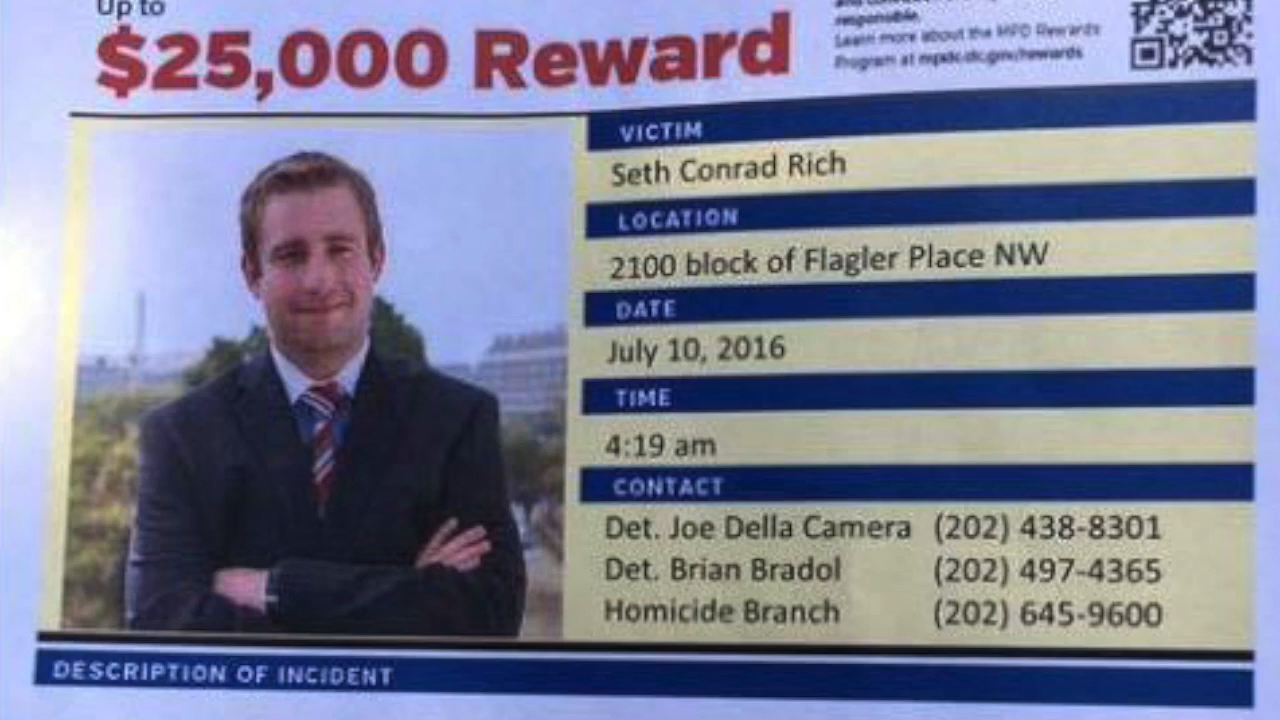 Up to
$25,000 Reward
responsible.
Learn more about the MPD Rewards
Program at mpdc.dc.gov/rewards
VICTIM
Seth Conrad Rich
LOCATION
2100 block of Flagler Place NW
DATE
July 10, 2016
TIME
4:19 am
CONTACT
Det. Joe Della Camera (202) 438-8301
Det. Brian Bradol (202) 497-4365
Homicide Branch (202) 645-9600
DESCRIPTION OF INCIDENT